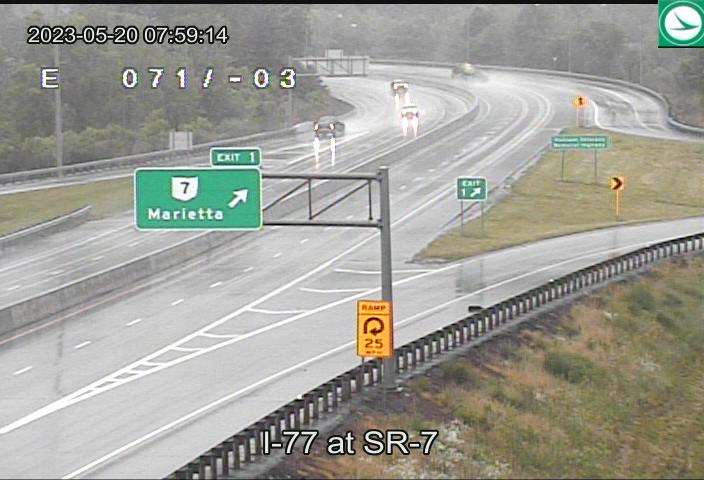 2023-05-20 07:59:14
E 071/-03
EXIT 1
7
Marietta
EXIT
1
RAMP
25
MPH
I-77 at SR-7